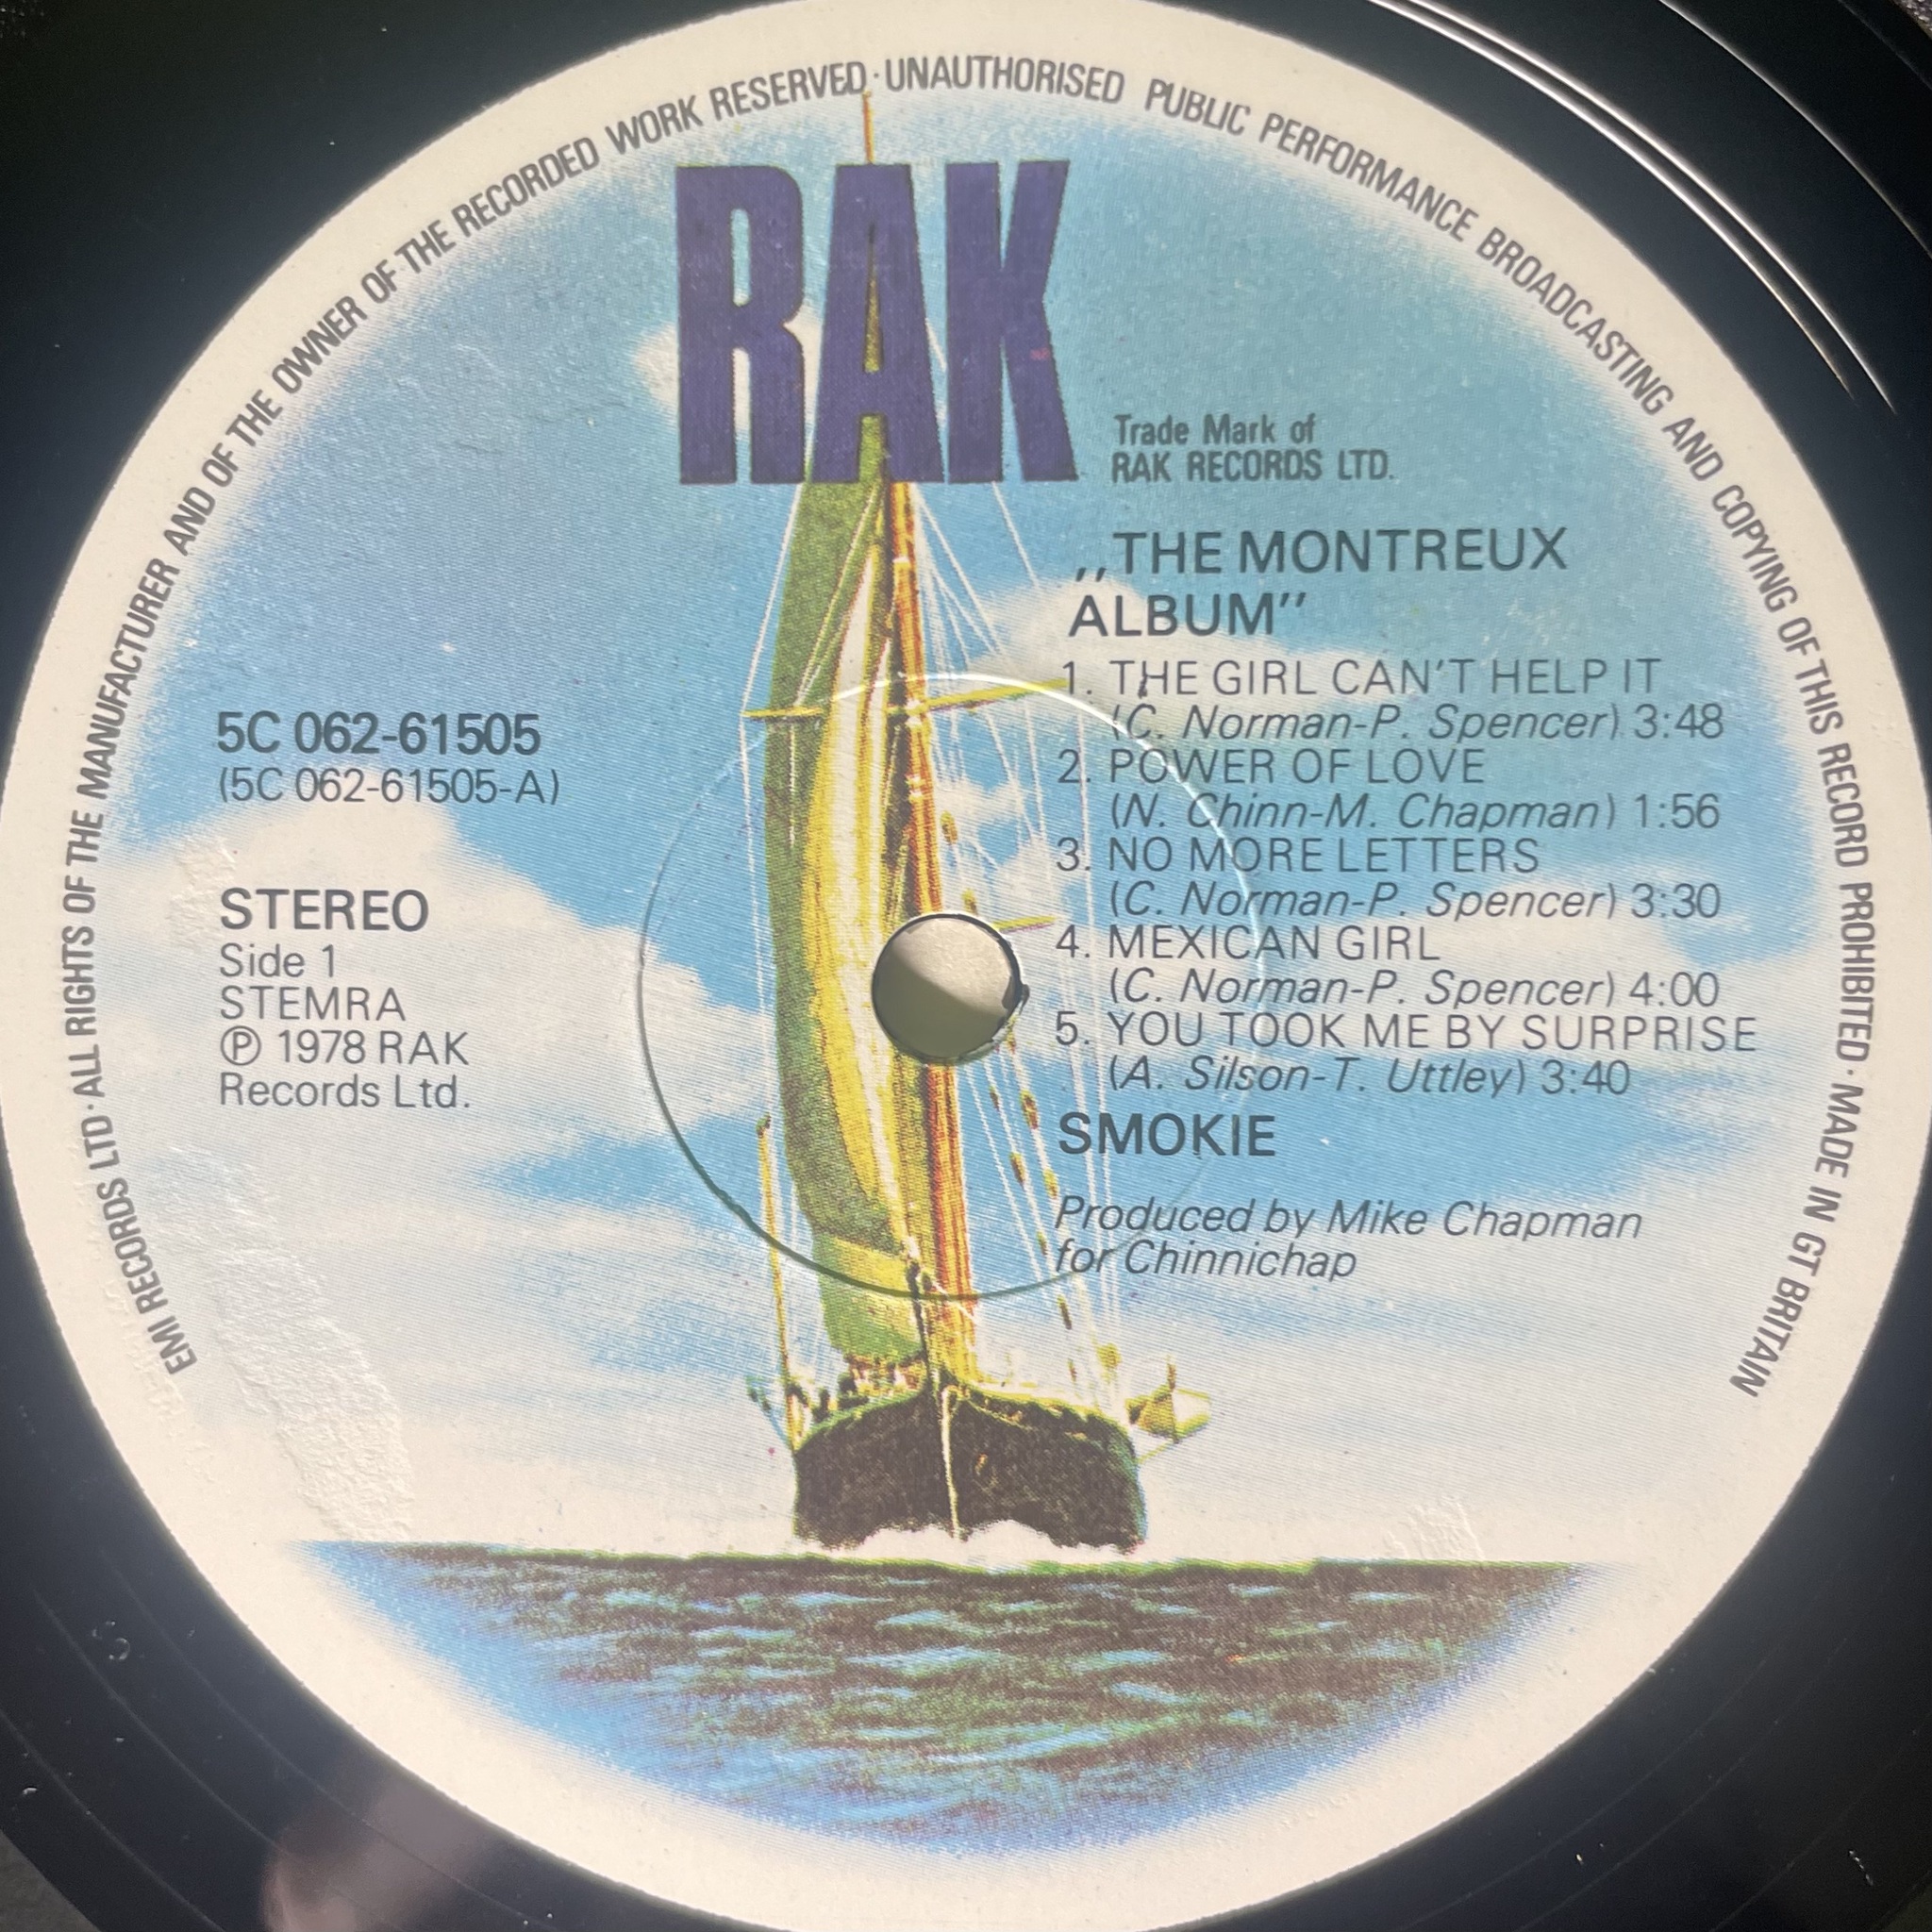 EMI RECORDS LTD · ALL RIGHTS OF THE MANUFACTURER AND OF THE OWNER OF THE RECORDED WORK RESERVED · UNAUTHORISED PUBLIC PERFORMANCE BROADCASTING AND COPYING OF THIS RECORD PROHIBITED · MADE IN GT BRITAIN
RAK
Trade Mark of
RAK RECORDS LTD.
,,THE MONTREUX
ALBUM''
1. THE GIRL CAN'T HELP IT
(C. Norman-P. Spencer) 3:48
2. POWER OF LOVE
(N. Chinn-M. Chapman) 1:56
3. NO MORE LETTERS
(C. Norman-P. Spencer) 3:30
4. MEXICAN GIRL
(C. Norman-P. Spencer) 4:00
5. YOU TOOK ME BY SURPRISE
(A. Silson-T. Uttley) 3:40
SMOKIE
Produced by Mike Chapman
for Chinnichap
5C 062-61505
(5C 062-61505-A)
STEREO
Side 1
STEMRA
℗ 1978 RAK
Records Ltd.